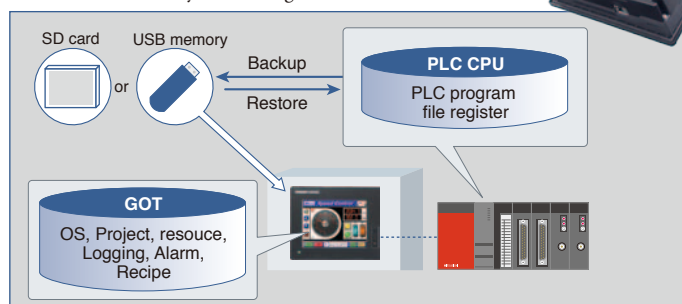 SD card
USB memory
or
Backup
Restore
PLC CPU
PLC program
file register
GOT
OS, Project, resouce,
Logging, Alarm,
Recipe